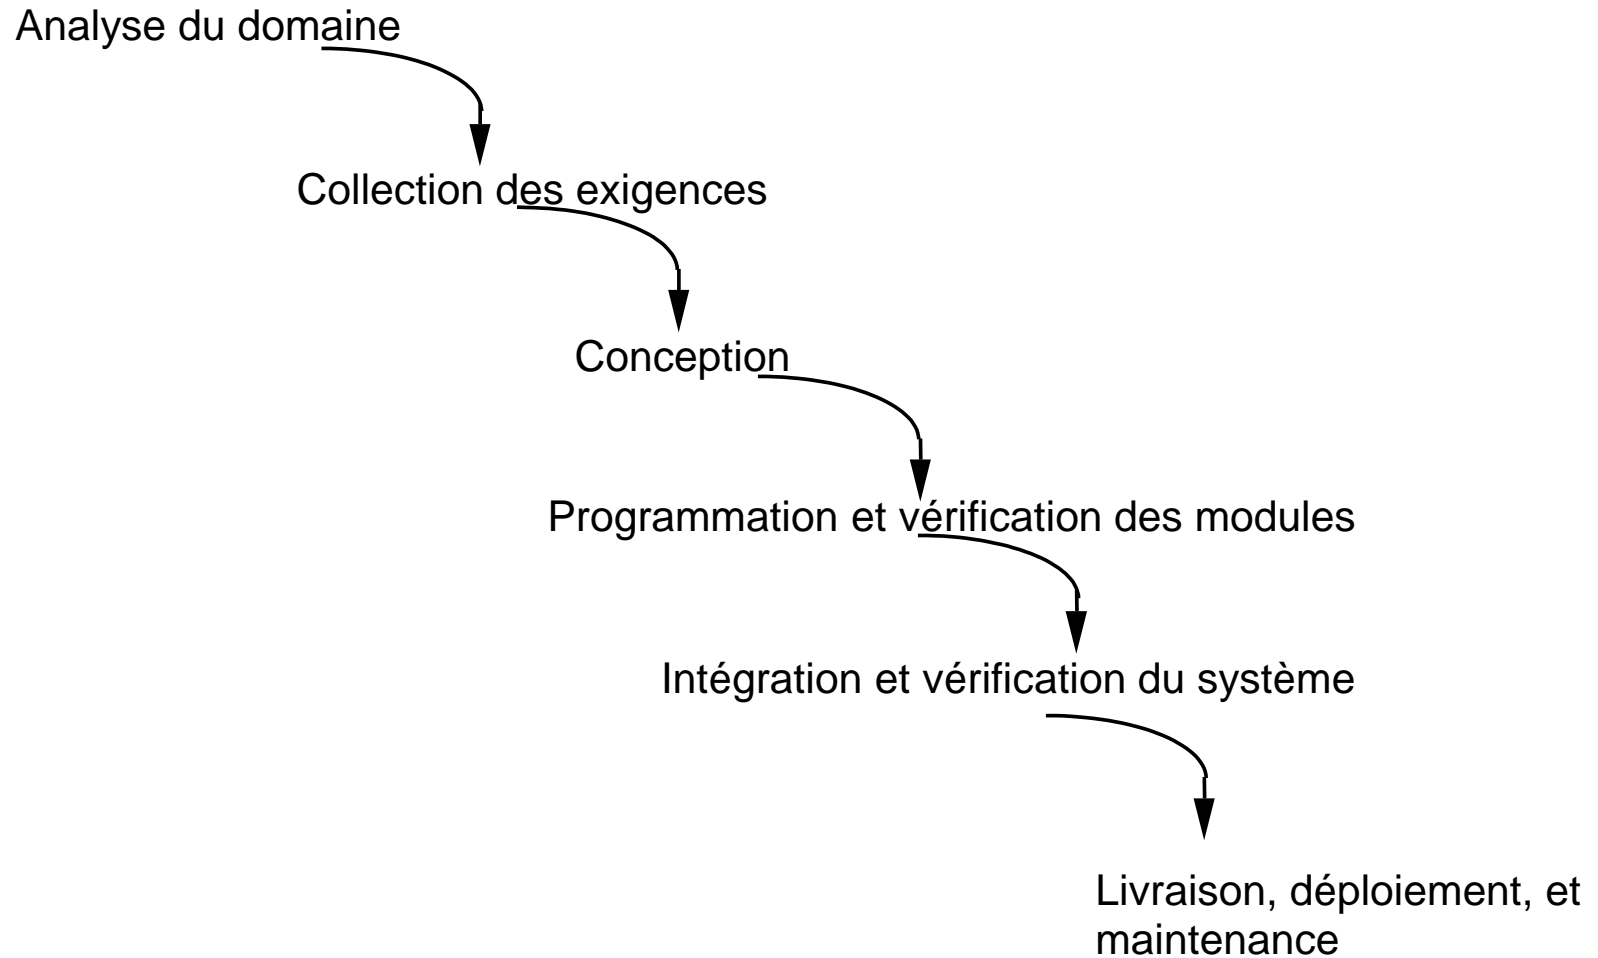 Analyse du domaine
Collection des exigences
Conception
Programmation et vérification des modules
Intégration et vérification du système
Livraison, déploiement, et
maintenance